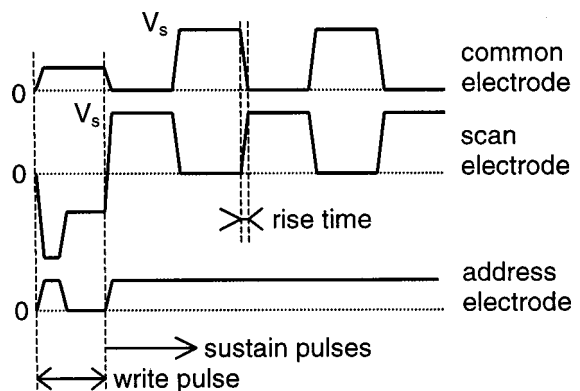 Vs
common
electrode
0
Vs
scan
electrode
0
rise time
address
electrode
0
sustain pulses
write pulse